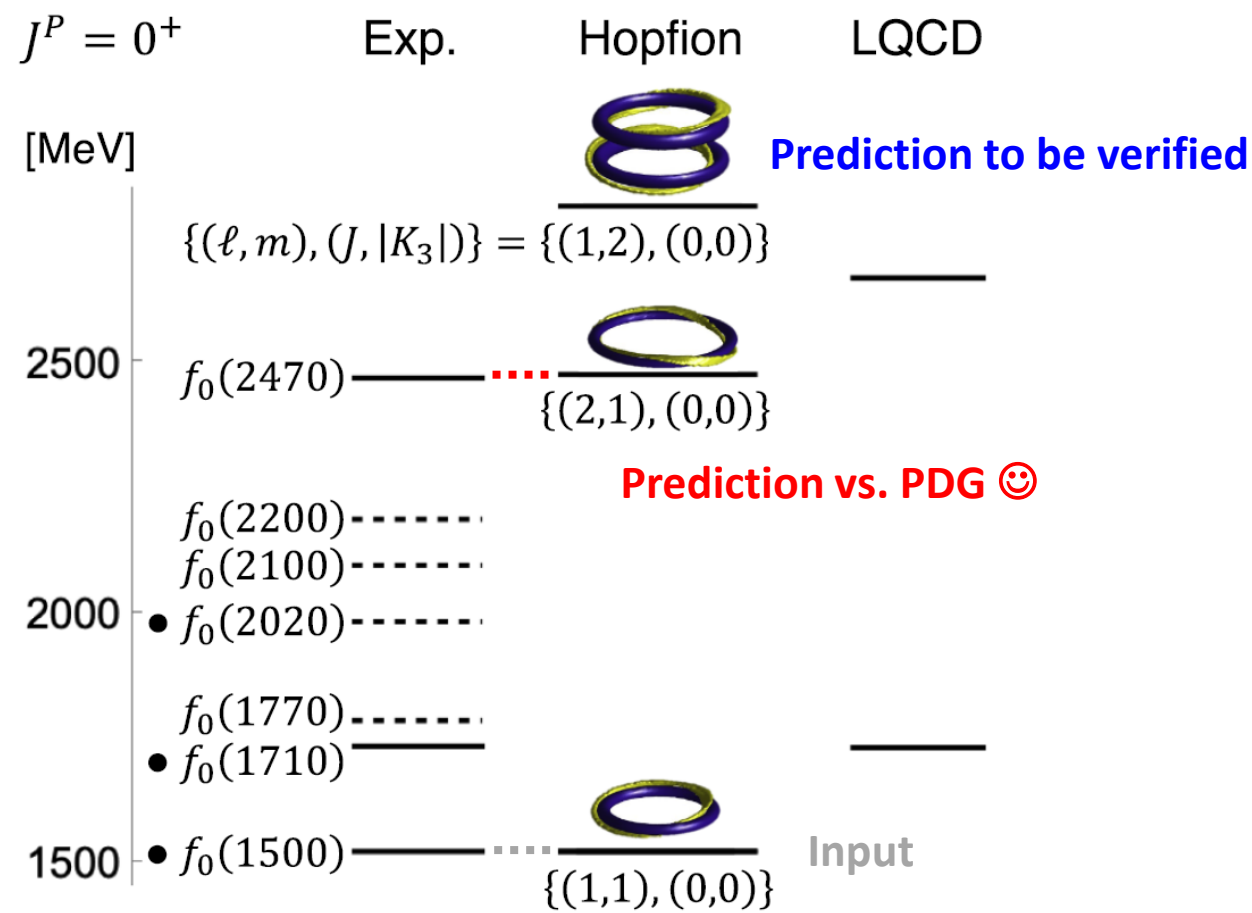 J^P = 0^+ Exp. Hopfion LQCD
[MeV]
Prediction to be verified
{(ℓ, m), (J, |K_3|)} = {(1,2), (0,0)}
2500
f_0(2470)
{(2,1), (0,0)}
Prediction vs. PDG ☺
f_0(2200)
f_0(2100)
2000 • f_0(2020)
f_0(1770)
• f_0(1710)
1500 • f_0(1500) Input
{(1,1), (0,0)}